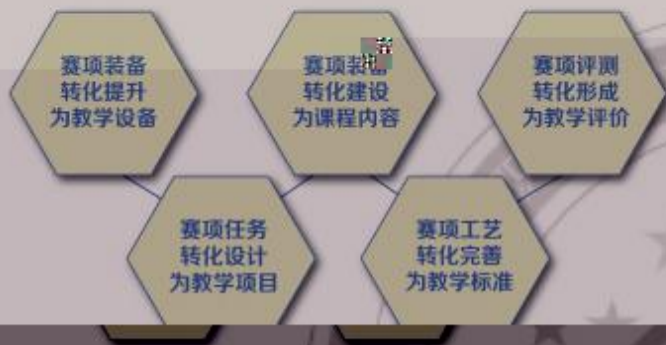 赛项装备
转化提升
为教学设备
赛项装备
转化建设
为课程内容
赛项评测
转化形成
为教学评价
赛项任务
转化设计
为教学项目
赛项工艺
转化完善
为教学标准